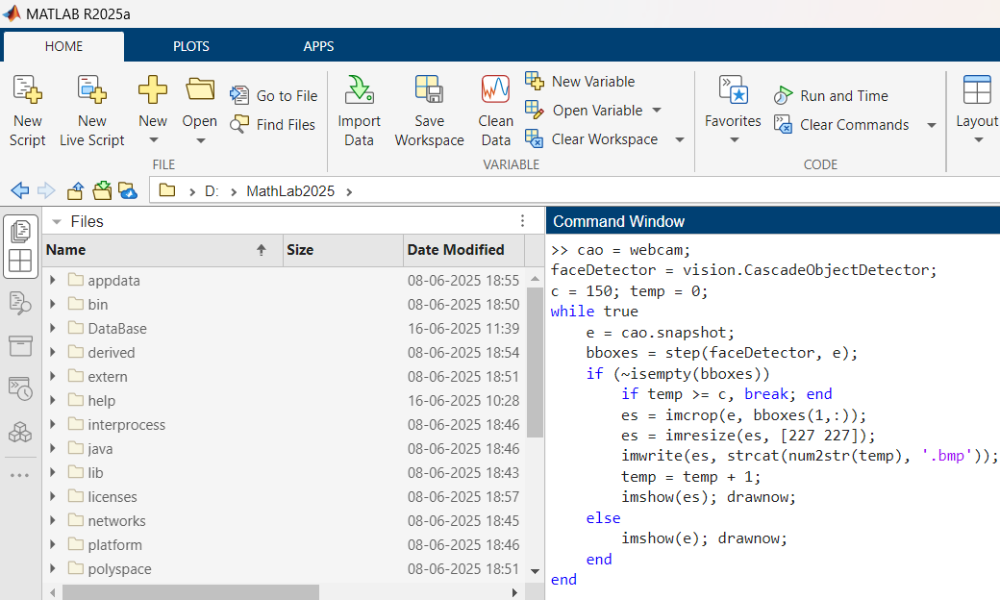 MATLAB R2025a
HOME PLOTS APPS
New Script
New Live Script
New
Open
Go to File
Find Files
FILE
Import Data
Save Workspace
Clean Data
New Variable
Open Variable
Clear Workspace
VARIABLE
Favorites
Run and Time
Clear Commands
CODE
Layout
D: MathLab2025
Files
Name Size Date Modified
appdata 08-06-2025 18:55
bin 08-06-2025 18:50
DataBase 16-06-2025 11:39
derived 08-06-2025 18:54
extern 08-06-2025 18:51
help 16-06-2025 10:28
interprocess 08-06-2025 18:46
java 08-06-2025 18:46
lib 08-06-2025 18:43
licenses 08-06-2025 18:57
networks 08-06-2025 18:45
platform 08-06-2025 18:46
polyspace 08-06-2025 18:51
Command Window
>> cao = webcam;
faceDetector = vision.CascadeObjectDetector;
c = 150; temp = 0;
while true
    e = cao.snapshot;
    bboxes = step(faceDetector, e);
    if (~isempty(bboxes))
        if temp >= c, break; end
        es = imcrop(e, bboxes(1,:));
        es = imresize(es, [227 227]);
        imwrite(es, strcat(num2str(temp), '.bmp'));
        temp = temp + 1;
        imshow(es); drawnow;
    else
        imshow(e); drawnow;
    end
end